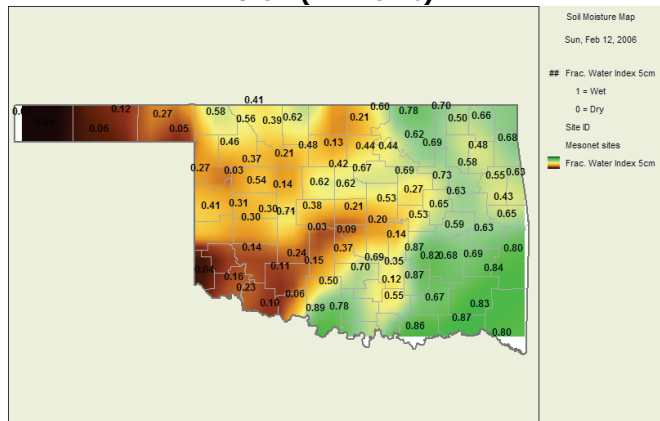 Soil Moisture Map
Sun, Feb 12, 2006
## Frac. Water Index 5cm
1 = Wet
0 = Dry
Site ID
Mesonet sites
Frac. Water Index 5cm
0.41
0.12 0.27 0.58 0.56 0.39 0.62 0.21 0.60 0.78 0.70 0.50 0.66
0.06 0.05 0.46 0.48 0.13 0.44 0.44 0.62 0.69 0.48 0.68
0.27 0.03 0.37 0.21 0.42 0.67 0.69 0.73 0.58 0.55 0.63
0.54 0.14 0.62 0.62 0.53 0.27 0.63 0.43
0.41 0.31 0.30 0.30 0.71 0.38 0.21 0.20 0.53 0.65 0.59 0.63 0.65
0.03 0.09 0.14
0.14 0.24 0.37 0.87 0.82 0.68 0.69 0.80
0.04 0.16 0.11 0.15 0.70 0.69 0.35 0.87 0.84
0.23 0.06 0.50 0.12
0.10 0.89 0.78 0.55 0.67 0.83
0.86 0.87 0.80